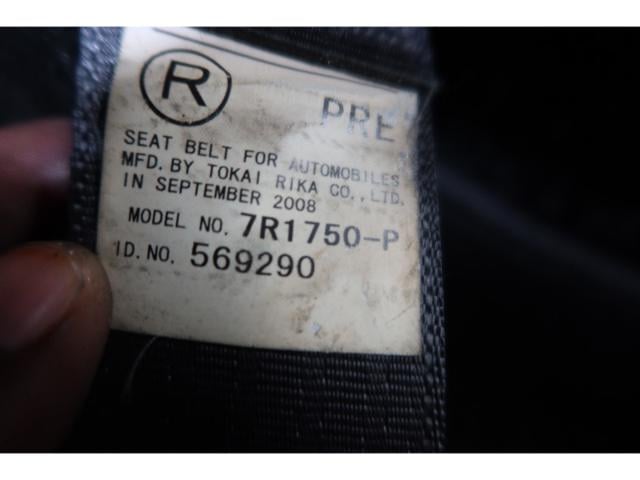 R
PRE
SEAT BELT FOR AUTOMOBILES
MFD. BY TOKAI RIKA CO., LTD.
IN SEPTEMBER 2008
MODEL NO. 7R1750-P
ID. NO. 569290